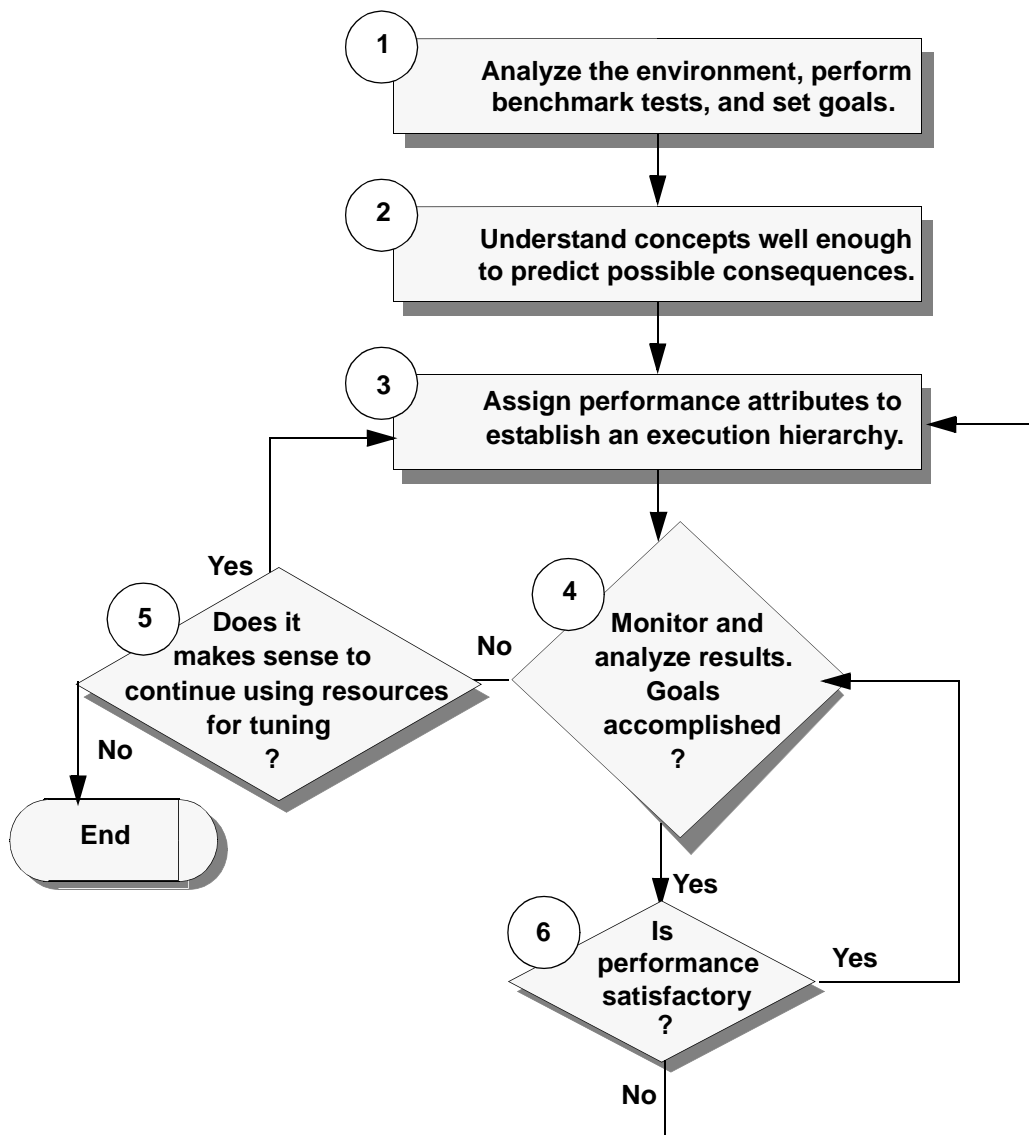 1
Analyze the environment, perform
benchmark tests, and set goals.
2
Understand concepts well enough
to predict possible consequences.
3
Assign performance attributes to
establish an execution hierarchy.
Yes
4
5
Does it
makes sense to
continue using resources
for tuning
?
No
Monitor and
analyze results.
Goals
accomplished
?
No
End
Yes
6
Is
performance
satisfactory
?
Yes
No